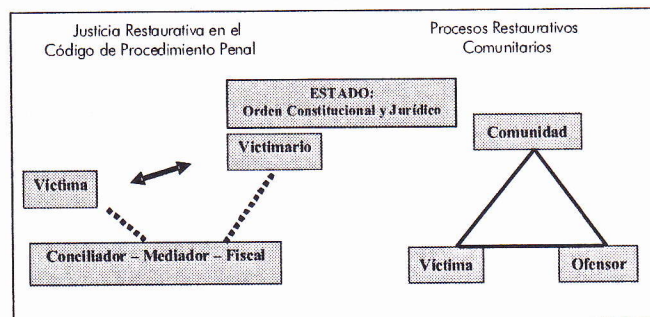 Justicia Restaurativa en el
Código de Procedimiento Penal
Procesos Restaurativos
Comunitarios
ESTADO:
Orden Constitucional y Jurídico
Victimario
Víctima
Conciliador – Mediador – Fiscal
Comunidad
Víctima
Ofensor